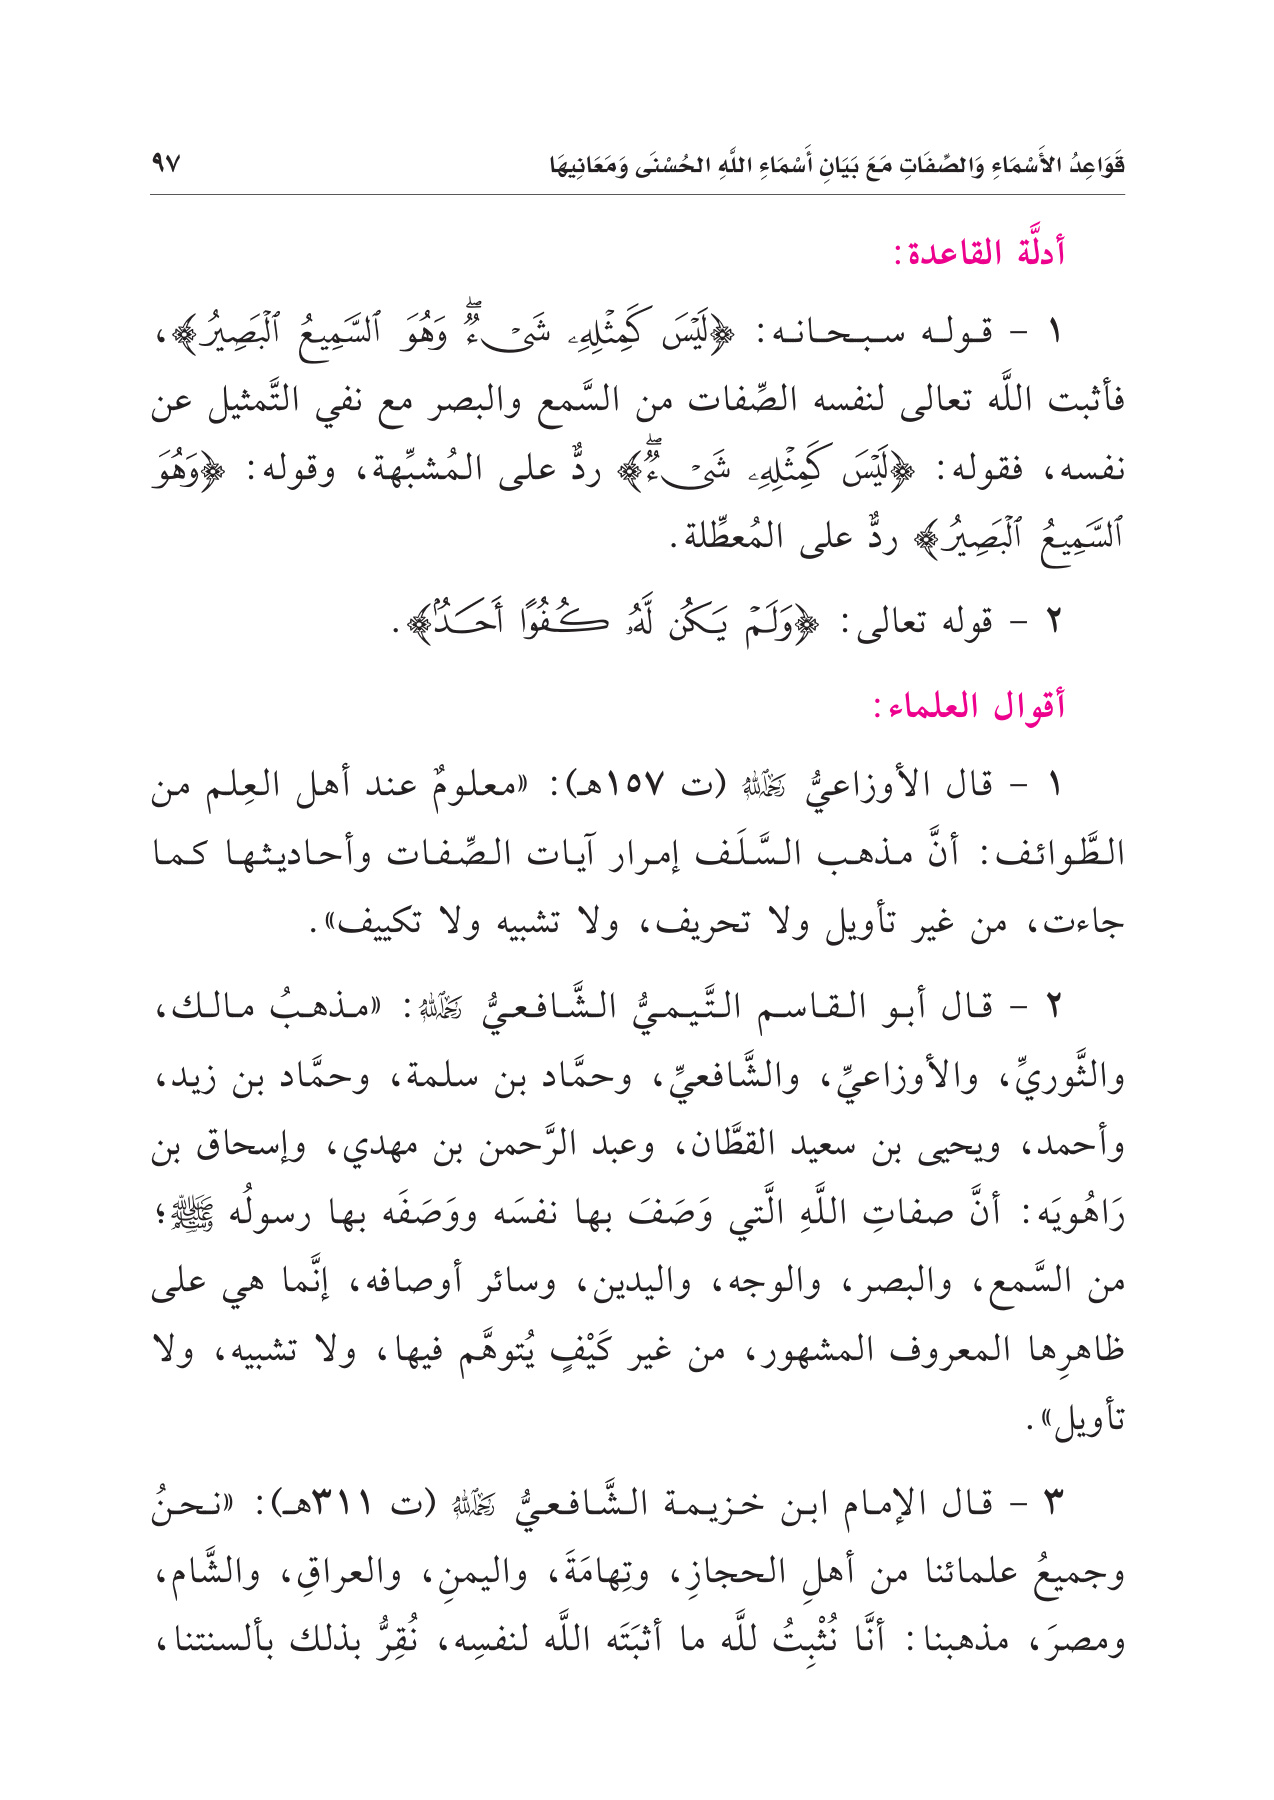 قَوَاعِدُ الأَسْمَاءِ وَالصِّفَاتِ مَعَ بَيَانِ أَسْمَاءِ اللَّهِ الحُسْنَى وَمَعَانِيهَا ٩٧
أدلَّة القاعدة:
١ - قوله سبحانه: ﴿لَيْسَ كَمِثْلِهِۦ شَىْءٌۖ وَهُوَ ٱلسَّمِيعُ ٱلْبَصِيرُ﴾،
فأثبت اللَّه تعالى لنفسه الصِّفات من السَّمع والبصر مع نفي التَّمثيل عن
نفسه، فقوله: ﴿لَيْسَ كَمِثْلِهِۦ شَىْءٌۖ﴾ ردٌّ على المُشبِّهة، وقوله: ﴿وَهُوَ
ٱلسَّمِيعُ ٱلْبَصِيرُ﴾ ردٌّ على المُعطِّلة.
٢ - قوله تعالى: ﴿وَلَمْ يَكُن لَّهُۥ كُفُوًا أَحَدٌۢ﴾.
أقوال العلماء:
١ - قال الأوزاعيُّ رَحِمَهُ اللَّهُ (ت ١٥٧هـ): «معلومٌ عند أهل العِلم من
الطَّوائف: أنَّ مذهب السَّلَف إمرار آيات الصِّفات وأحاديثها كما
جاءت، من غير تأويل ولا تحريف، ولا تشبيه ولا تكييف».
٢ - قال أبو القاسم التَّيميُّ الشَّافعيُّ رَحِمَهُ اللَّهُ: «مذهبُ مالك،
والثَّوريِّ، والأوزاعيِّ، والشَّافعيِّ، وحمَّاد بن سلمة، وحمَّاد بن زيد،
وأحمد، ويحيى بن سعيد القطَّان، وعبد الرَّحمن بن مهدي، وإسحاق بن
رَاهُويَه: أنَّ صفاتِ اللَّهِ الَّتي وَصَفَ بها نفسَه ووَصَفَه بها رسولُه ﷺ؛
من السَّمع، والبصر، والوجه، واليدين، وسائر أوصافه، إنَّما هي على
ظاهرِها المعروف المشهور، من غير كَيْفٍ يُتوهَّم فيها، ولا تشبيه، ولا
تأويل».
٣ - قال الإمام ابن خزيمة الشَّافعيُّ رَحِمَهُ اللَّهُ (ت ٣١١هـ): «نحنُ
وجميعُ علمائنا من أهلِ الحجازِ، وتِهامَةَ، واليمنِ، والعراقِ، والشَّام،
ومصرَ، مذهبنا: أنَّا نُثْبِتُ للَّه ما أثبَتَه اللَّه لنفسِه، نُقِرُّ بذلك بألسنتنا،